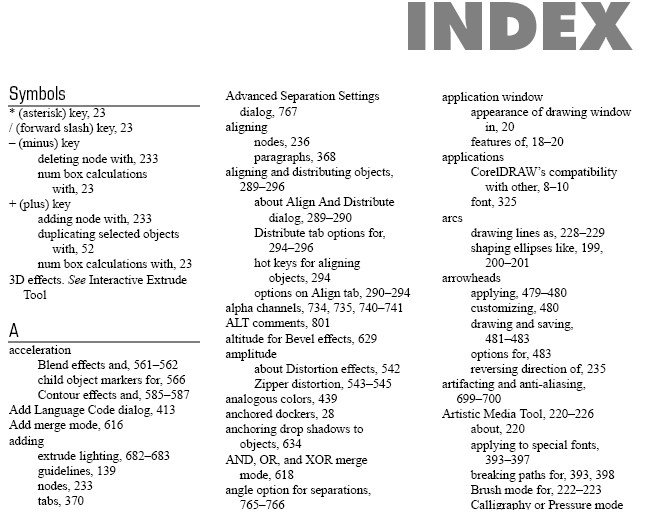 INDEX
Symbols
* (asterisk) key, 23
/ (forward slash) key, 23
– (minus) key
deleting node with, 233
num box calculations
with, 23
+ (plus) key
adding node with, 233
duplicating selected objects
with, 52
num box calculations with, 23
3D effects. See Interactive Extrude
Tool
A
acceleration
Blend effects and, 561–562
child object markers for, 566
Contour effects and, 585–587
Add Language Code dialog, 413
Add merge mode, 616
adding
extrude lighting, 682–683
guidelines, 139
nodes, 233
tabs, 370
Advanced Separation Settings
dialog, 767
aligning
nodes, 236
paragraphs, 368
aligning and distributing objects,
289–296
about Align And Distribute
dialog, 289–290
Distribute tab options for,
294–296
hot keys for aligning
objects, 294
options on Align tab, 290–294
alpha channels, 734, 735, 740–741
ALT comments, 801
altitude for Bevel effects, 629
amplitude
about Distortion effects, 542
Zipper distortion, 543–545
analogous colors, 439
anchored dockers, 28
anchoring drop shadows to
objects, 634
AND, OR, and XOR merge
mode, 618
angle option for separations,
765–766
application window
appearance of drawing window
in, 20
features of, 18–20
applications
CorelDRAW's compatibility
with other, 8–10
font, 325
arcs
drawing lines as, 228–229
shaping ellipses like, 199,
200–201
arrowheads
applying, 479–480
customizing, 480
drawing and saving,
481–483
options for, 483
reversing direction of, 235
artifacting and anti-aliasing,
699–700
Artistic Media Tool, 220–226
about, 220
applying to special fonts,
393–397
breaking paths for, 393, 398
Brush mode for, 222–223
Calligraphy or Pressure mode